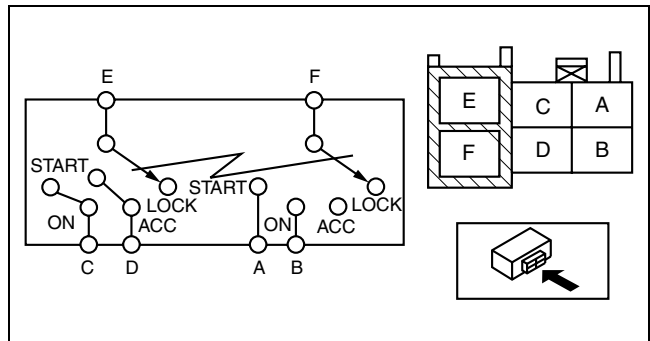 E F
E C A
F D B
START START
LOCK LOCK
ON ACC ON ACC
C D A B